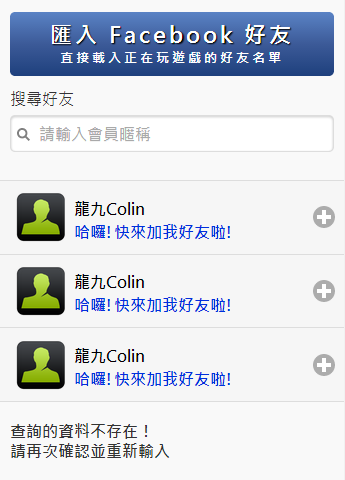 匯入 Facebook 好友
直接載入正在玩遊戲的好友名單
搜尋好友
請輸入會員暱稱
龍九Colin
哈囉! 快來加我好友啦!
龍九Colin
哈囉! 快來加我好友啦!
龍九Colin
哈囉! 快來加我好友啦!
查詢的資料不存在！
請再次確認並重新輸入